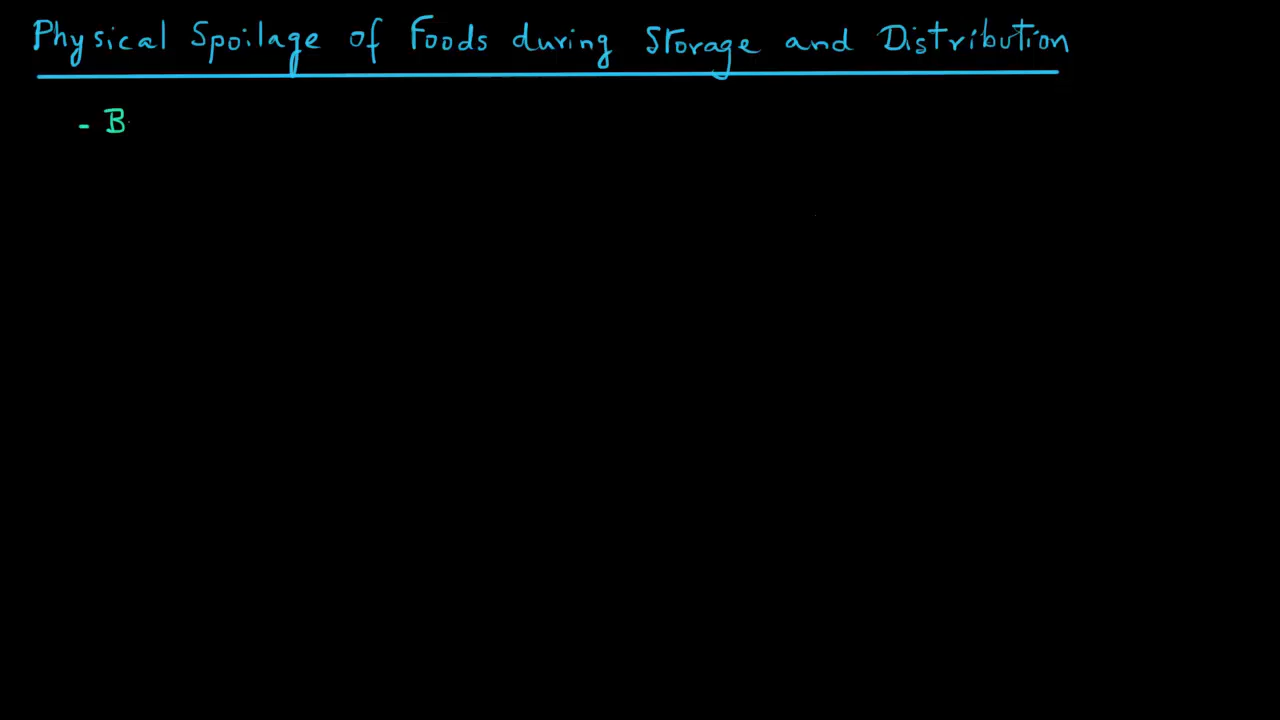 Physical Spoilage of Foods during Storage and Distribution
- B